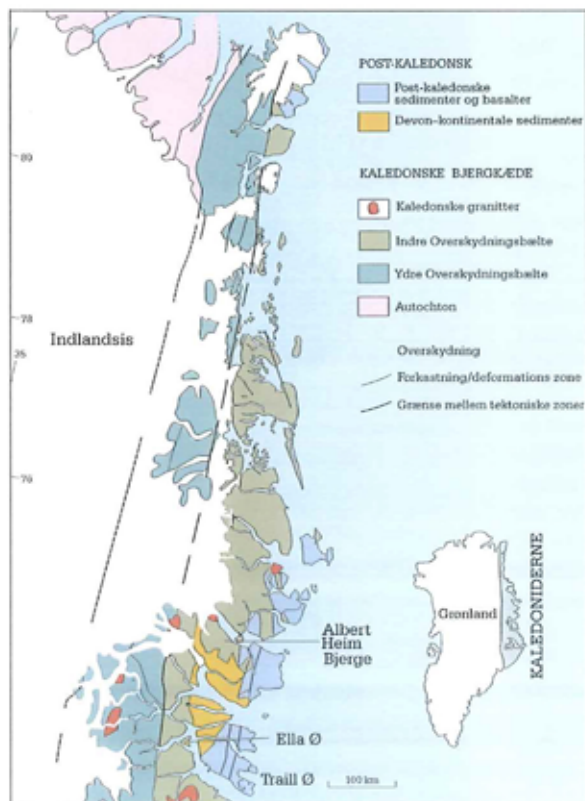 POST-KALEDONSK
Post-kaledonske
sedimenter og basalter
Devon-kontinentale sedimenter
KALEDONSKE BJERGKÆDE
Kaledonske granitter
Indre Overskydningsbælte
Ydre Overskydningsbælte
Autochton
Overskydning
Forkastning/deformations zone
Grænse mellem tektoniske zoner
Indlandsis
Albert
Heim
Bjerge
Ella Ø
Traill Ø
100 km
Grønland
KALEDONIDERNE
78
76